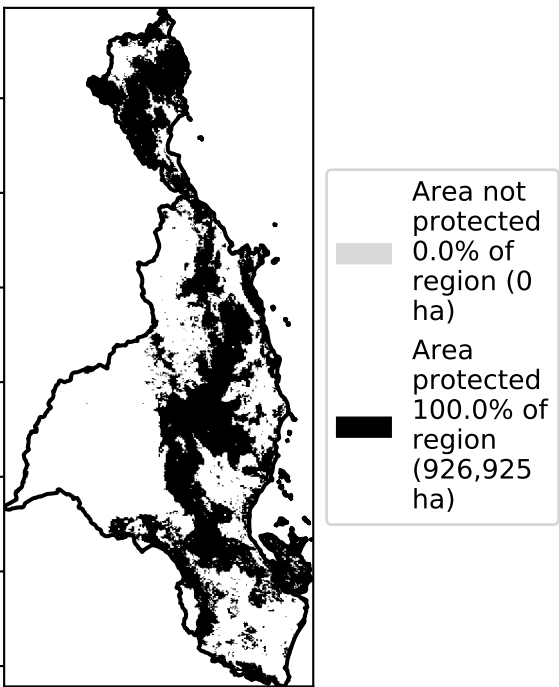 Area not
protected
0.0% of
region (0
ha)
Area
protected
100.0% of
region
(926,925
ha)